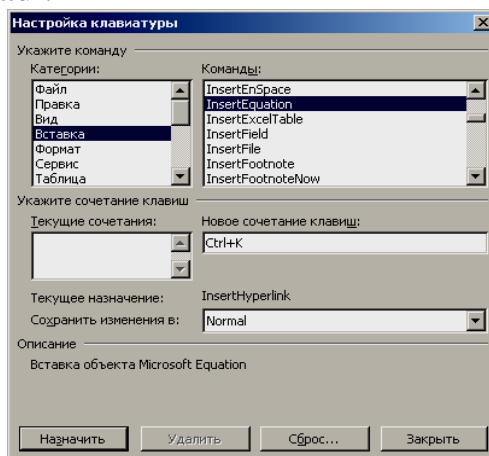 Настройка клавиатуры
Укажите команду
Категории: Команды:
Файл
Правка
Вид
Вставка
Формат
Сервис
Таблица
InsertEnSpace
InsertEquation
InsertExcelTable
InsertField
InsertFile
InsertFootnote
InsertFootnoteNow
Укажите сочетание клавиш
Текущие сочетания: Новое сочетание клавиш:
Ctrl+K
Текущее назначение: InsertHyperlink
Сохранить изменения в: Normal
Описание
Вставка объекта Microsoft Equation
Назначить Удалить Сброс... Закрыть